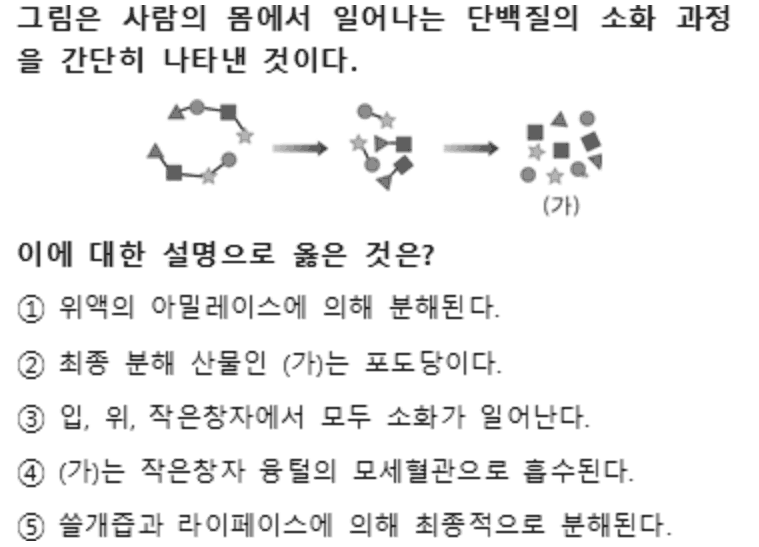 그림은 사람의 몸에서 일어나는 단백질의 소화 과정
을 간단히 나타낸 것이다.
(가)
이에 대한 설명으로 옳은 것은?
① 위액의 아밀레이스에 의해 분해된다.
② 최종 분해 산물인 (가)는 포도당이다.
③ 입, 위, 작은창자에서 모두 소화가 일어난다.
④ (가)는 작은창자 융털의 모세혈관으로 흡수된다.
⑤ 쓸개즙과 라이페이스에 의해 최종적으로 분해된다.